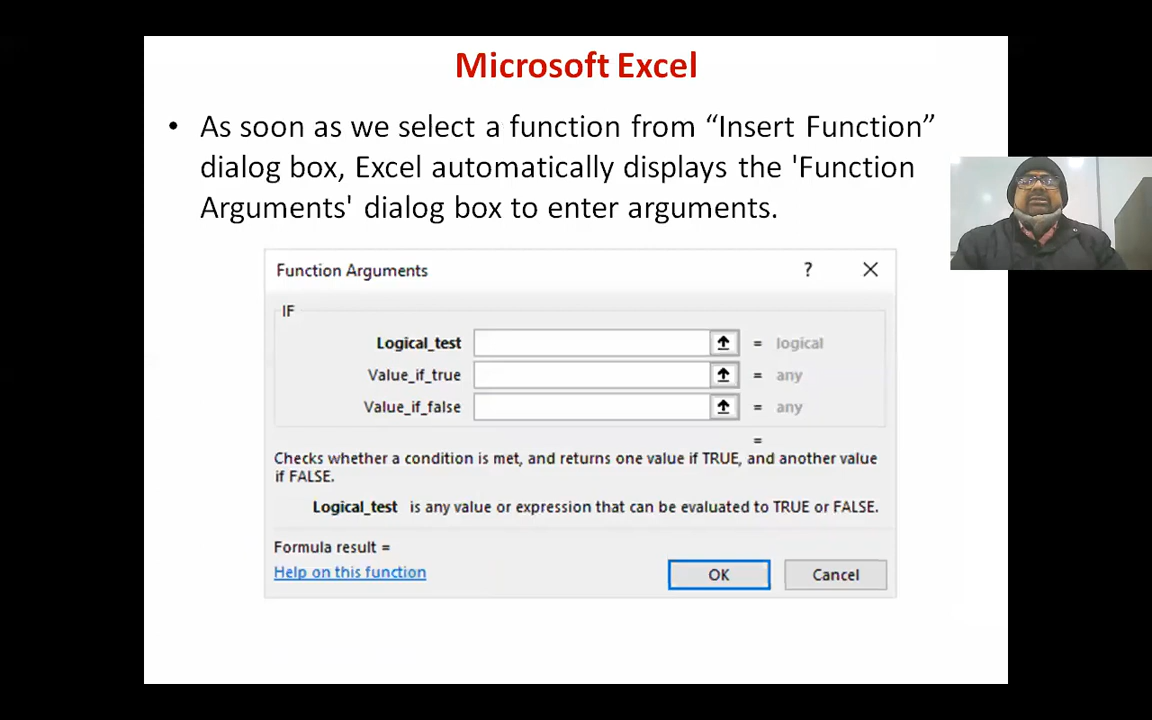 Microsoft Excel
• As soon as we select a function from “Insert Function”
dialog box, Excel automatically displays the 'Function
Arguments' dialog box to enter arguments.
Function Arguments ? X
IF
Logical_test = logical
Value_if_true = any
Value_if_false = any
=
Checks whether a condition is met, and returns one value if TRUE, and another value
if FALSE.
Logical_test is any value or expression that can be evaluated to TRUE or FALSE.
Formula result =
Help on this function OK Cancel